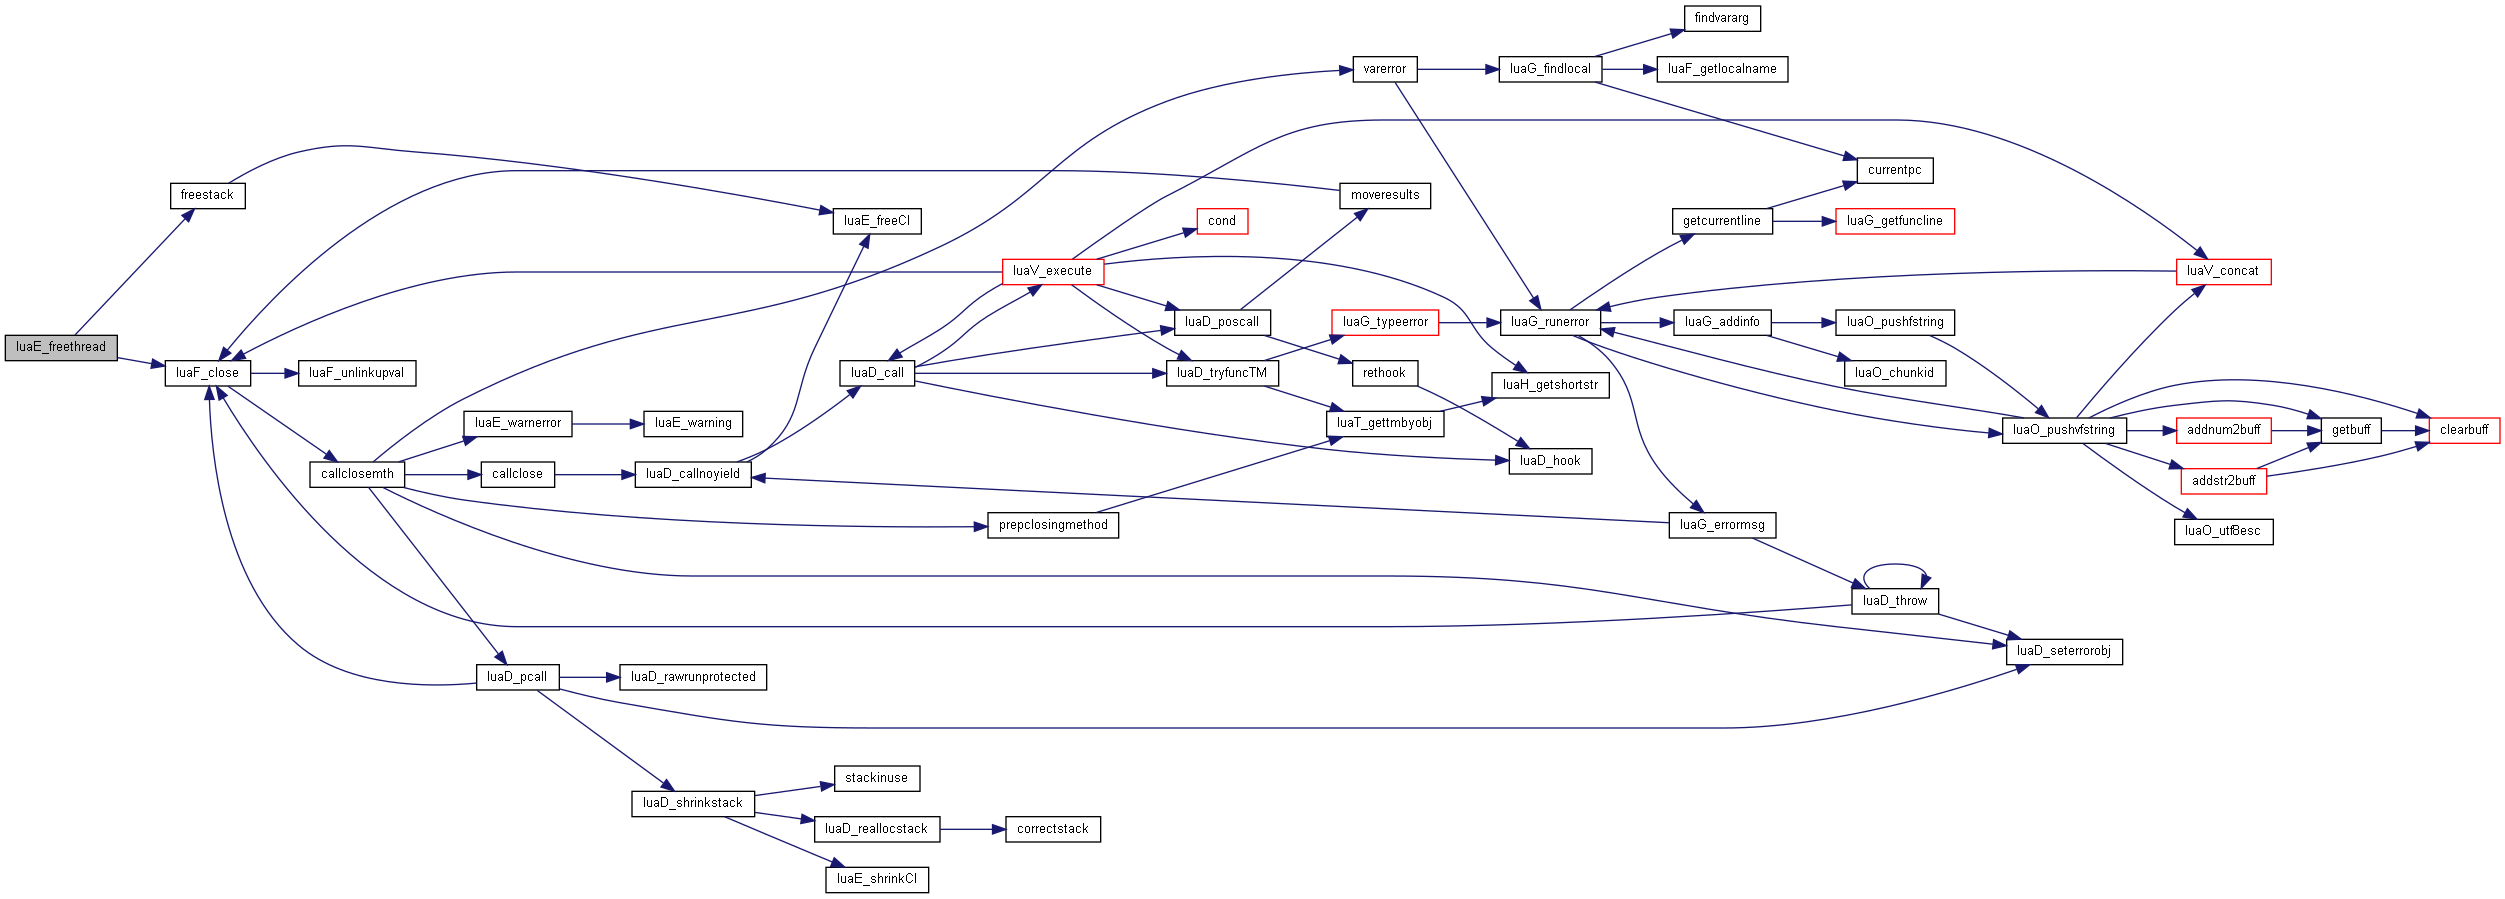 findvararg
varerror
luaG_findlocal
luaF_getlocalname
currentpc
freestack
moveresults
luaE_freeCI
cond
getcurrentline
luaG_getfuncline
luaV_execute
luaV_concat
luaD_poscall
luaG_typeerror
luaG_runerror
luaG_addinfo
luaO_pushfstring
luaE_freethread
luaF_close
luaF_unlinkupval
luaD_call
luaD_tryfuncTM
rethook
luaH_getshortstr
luaO_chunkid
luaE_warnerror
luaE_warning
luaT_gettmbyobj
luaO_pushvfstring
addnum2buff
getbuff
clearbuff
callclosemth
callclose
luaD_callnoyield
luaD_hook
addstr2buff
prepclosingmethod
luaG_errormsg
luaO_utf8esc
luaD_throw
luaD_seterrorobj
luaD_pcall
luaD_rawrunprotected
stackinuse
luaD_shrinkstack
luaD_reallocstack
correctstack
luaE_shrinkCI